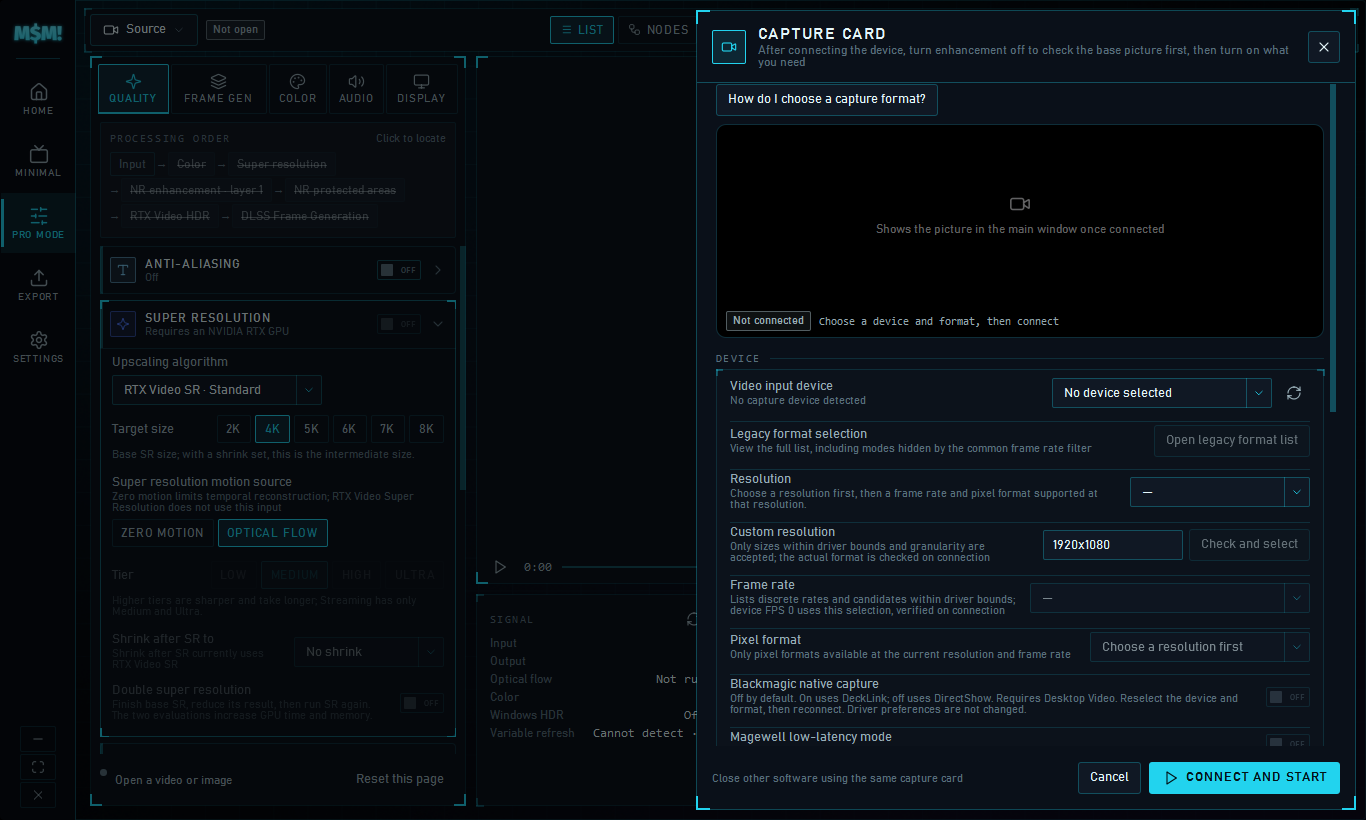 M$M!
HOME
MINIMAL
PRO MODE
EXPORT
SETTINGS
Source
Not open
LIST
NODES
QUALITY
FRAME GEN
COLOR
AUDIO
DISPLAY
PROCESSING ORDER
Click to locate
Input → Color → Super resolution
→ NR enhancement · layer 1 → NR protected areas
→ RTX Video HDR → DLSS Frame Generation
ANTI-ALIASING
Off
OFF
SUPER RESOLUTION
Requires an NVIDIA RTX GPU
OFF
Upscaling algorithm
RTX Video SR · Standard
Target size
2K
4K
5K
6K
7K
8K
Base SR size; with a shrink set, this is the intermediate size.
Super resolution motion source
Zero motion limits temporal reconstruction; RTX Video Super
Resolution does not use this input
ZERO MOTION
OPTICAL FLOW
Tier
LOW
MEDIUM
HIGH
ULTRA
Higher tiers are sharper and take longer; Streaming has only
Medium and Ultra.
Shrink after SR to
Shrink after SR currently uses
RTX Video SR
No shrink
Double super resolution
Finish base SR, reduce its result, then run SR again.
The two evaluations increase GPU time and memory.
OFF
Open a video or image
Reset this page
0:00
SIGNAL
Input
Output
Optical flow
Not ru
Color
Windows HDR
Of
Variable refresh
Cannot detect ·
CAPTURE CARD
After connecting the device, turn enhancement off to check the base picture first, then turn on what
you need
How do I choose a capture format?
Shows the picture in the main window once connected
Not connected
Choose a device and format, then connect
DEVICE
Video input device
No capture device detected
No device selected
Legacy format selection
View the full list, including modes hidden by the common frame rate filter
Open legacy format list
Resolution
Choose a resolution first, then a frame rate and pixel format supported at
that resolution.
—
Custom resolution
Only sizes within driver bounds and granularity are
accepted; the actual format is checked on connection
1920x1080
Check and select
Frame rate
Lists discrete rates and candidates within driver bounds;
device FPS 0 uses this selection, verified on connection
—
Pixel format
Only pixel formats available at the current resolution and frame rate
Choose a resolution first
Blackmagic native capture
Off by default. On uses DeckLink; off uses DirectShow. Requires Desktop Video. Reselect the device and
format, then reconnect. Driver preferences are not changed.
OFF
Magewell low-latency mode
OFF
Close other software using the same capture card
Cancel
CONNECT AND START